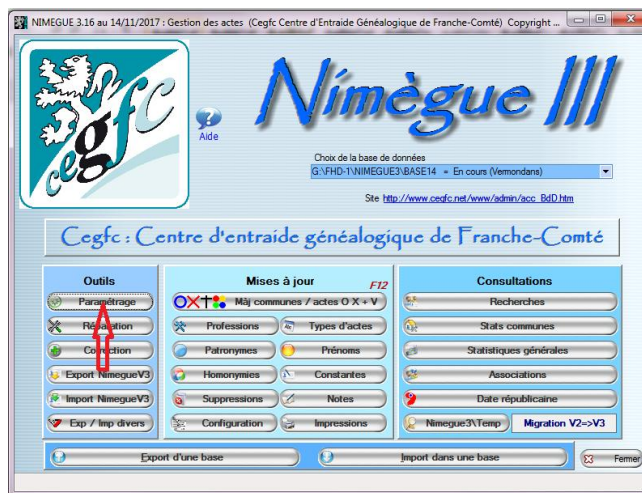 NIMEGUE 3.16 au 14/11/2017 : Gestion des actes (Cegfc Centre d'Entraide Généalogique de Franche-Comté) Copyright ...
cegfc
Aide
Nimègue III
Choix de la base de données
G:\FHD-1\NIMEGUE3\BASE14 = En cours (Vermondans)
Site http://www.cegfc.net/www/admin/acc_BdD.htm
Cegfc : Centre d'entraide généalogique de Franche-Comté
Outils
Paramétrage
Réparation
Correction
Export NimegueV3
Import NimegueV3
Exp / Imp divers
Mises à jour
F12
OX† Màj communes / actes O X + V
Professions
Types d'actes
Patronymes
Prénoms
Homonymies
Constantes
Suppressions
Notes
Configuration
Impressions
Consultations
Recherches
Stats communes
Statistiques générales
Associations
Date républicaine
Nimegue3\Temp
Migration V2=>V3
Export d'une base
Import dans une base
Fermer